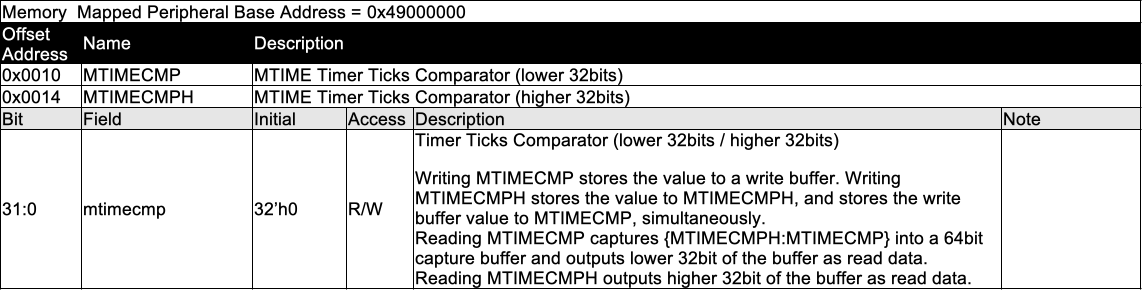 Memory  Mapped Peripheral Base Address = 0x49000000
Offset Address Name Description
0x0010 MTIMECMP MTIME Timer Ticks Comparator (lower 32bits)
0x0014 MTIMECMPH MTIME Timer Ticks Comparator (higher 32bits)
Bit Field Initial Access Description Note
31:0 mtimecmp 32’h0 R/W
Timer Ticks Comparator (lower 32bits / higher 32bits)
Writing MTIMECMP stores the value to a write buffer. Writing
MTIMECMPH stores the value to MTIMECMPH, and stores the write
buffer value to MTIMECMP, simultaneously.
Reading MTIMECMP captures {MTIMECMPH:MTIMECMP} into a 64bit
capture buffer and outputs lower 32bit of the buffer as read data.
Reading MTIMECMPH outputs higher 32bit of the buffer as read data.